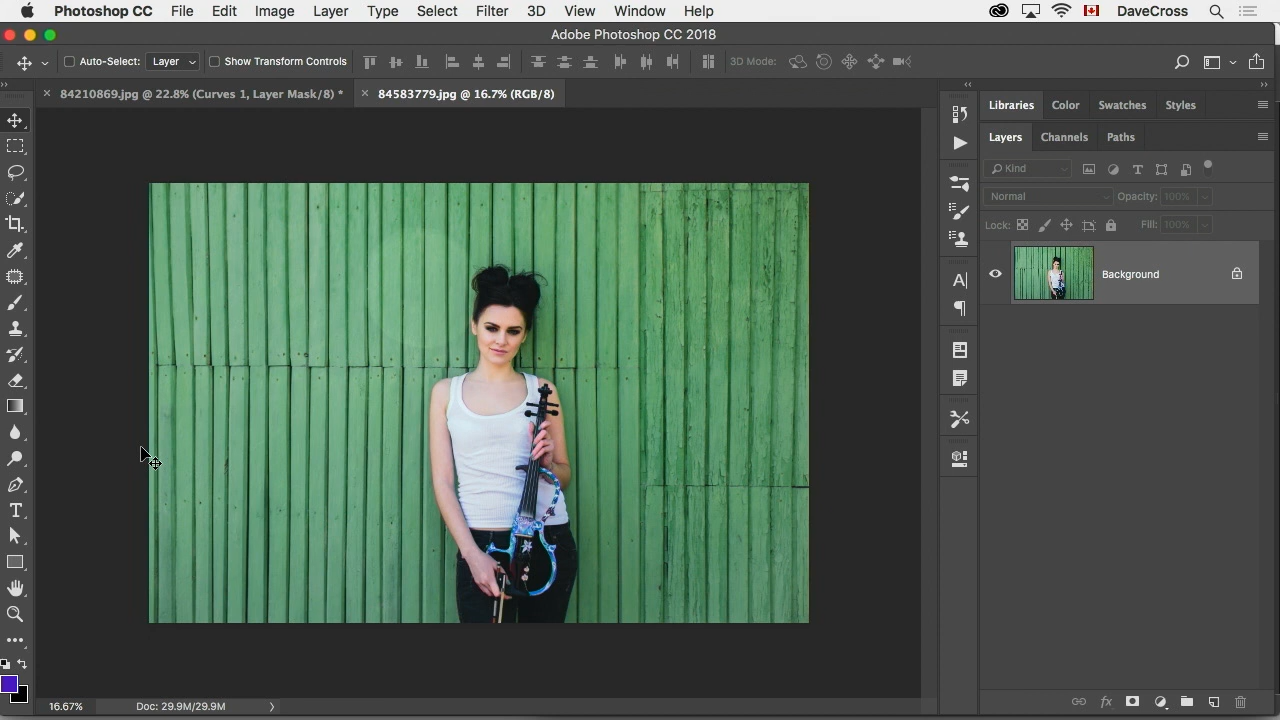 Photoshop CC File Edit Image Layer Type Select Filter 3D View Window Help DaveCross
Adobe Photoshop CC 2018
Auto-Select: Layer Show Transform Controls 3D Mode:
84210869.jpg @ 22.8% (Curves 1, Layer Mask/8) * 84583779.jpg @ 16.7% (RGB/8)
Libraries Color Swatches Styles
Layers Channels Paths
Kind
Normal Opacity: 100%
Lock: Fill: 100%
Background
16.67% Doc: 29.9M/29.9M